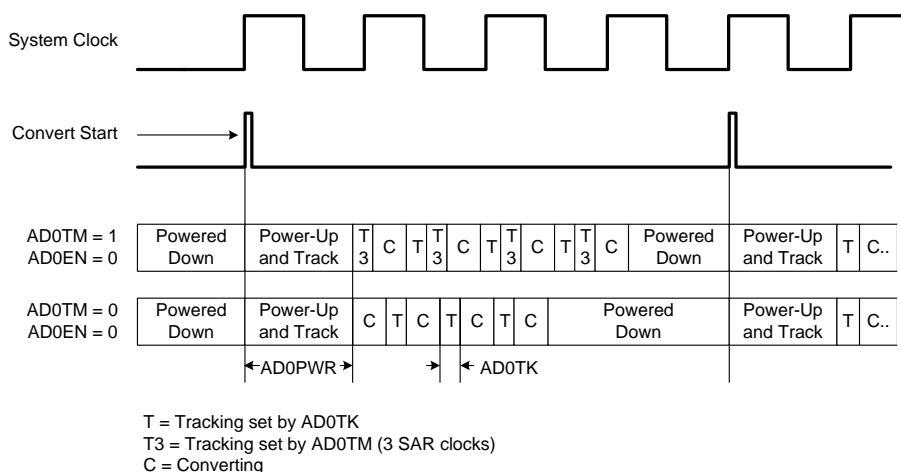 System Clock
Convert Start
AD0TM = 1
AD0EN = 0
Powered
Down
Power-Up
and Track
T
3
C
T
T
3
C
T
T
3
C
T
T
3
C
Powered
Down
Power-Up
and Track
T
C..
AD0TM = 0
AD0EN = 0
Powered
Down
Power-Up
and Track
C
T
C
T
C
T
C
Powered
Down
Power-Up
and Track
T
C..
AD0PWR
AD0TK
T = Tracking set by AD0TK
T3 = Tracking set by AD0TM (3 SAR clocks)
C = Converting